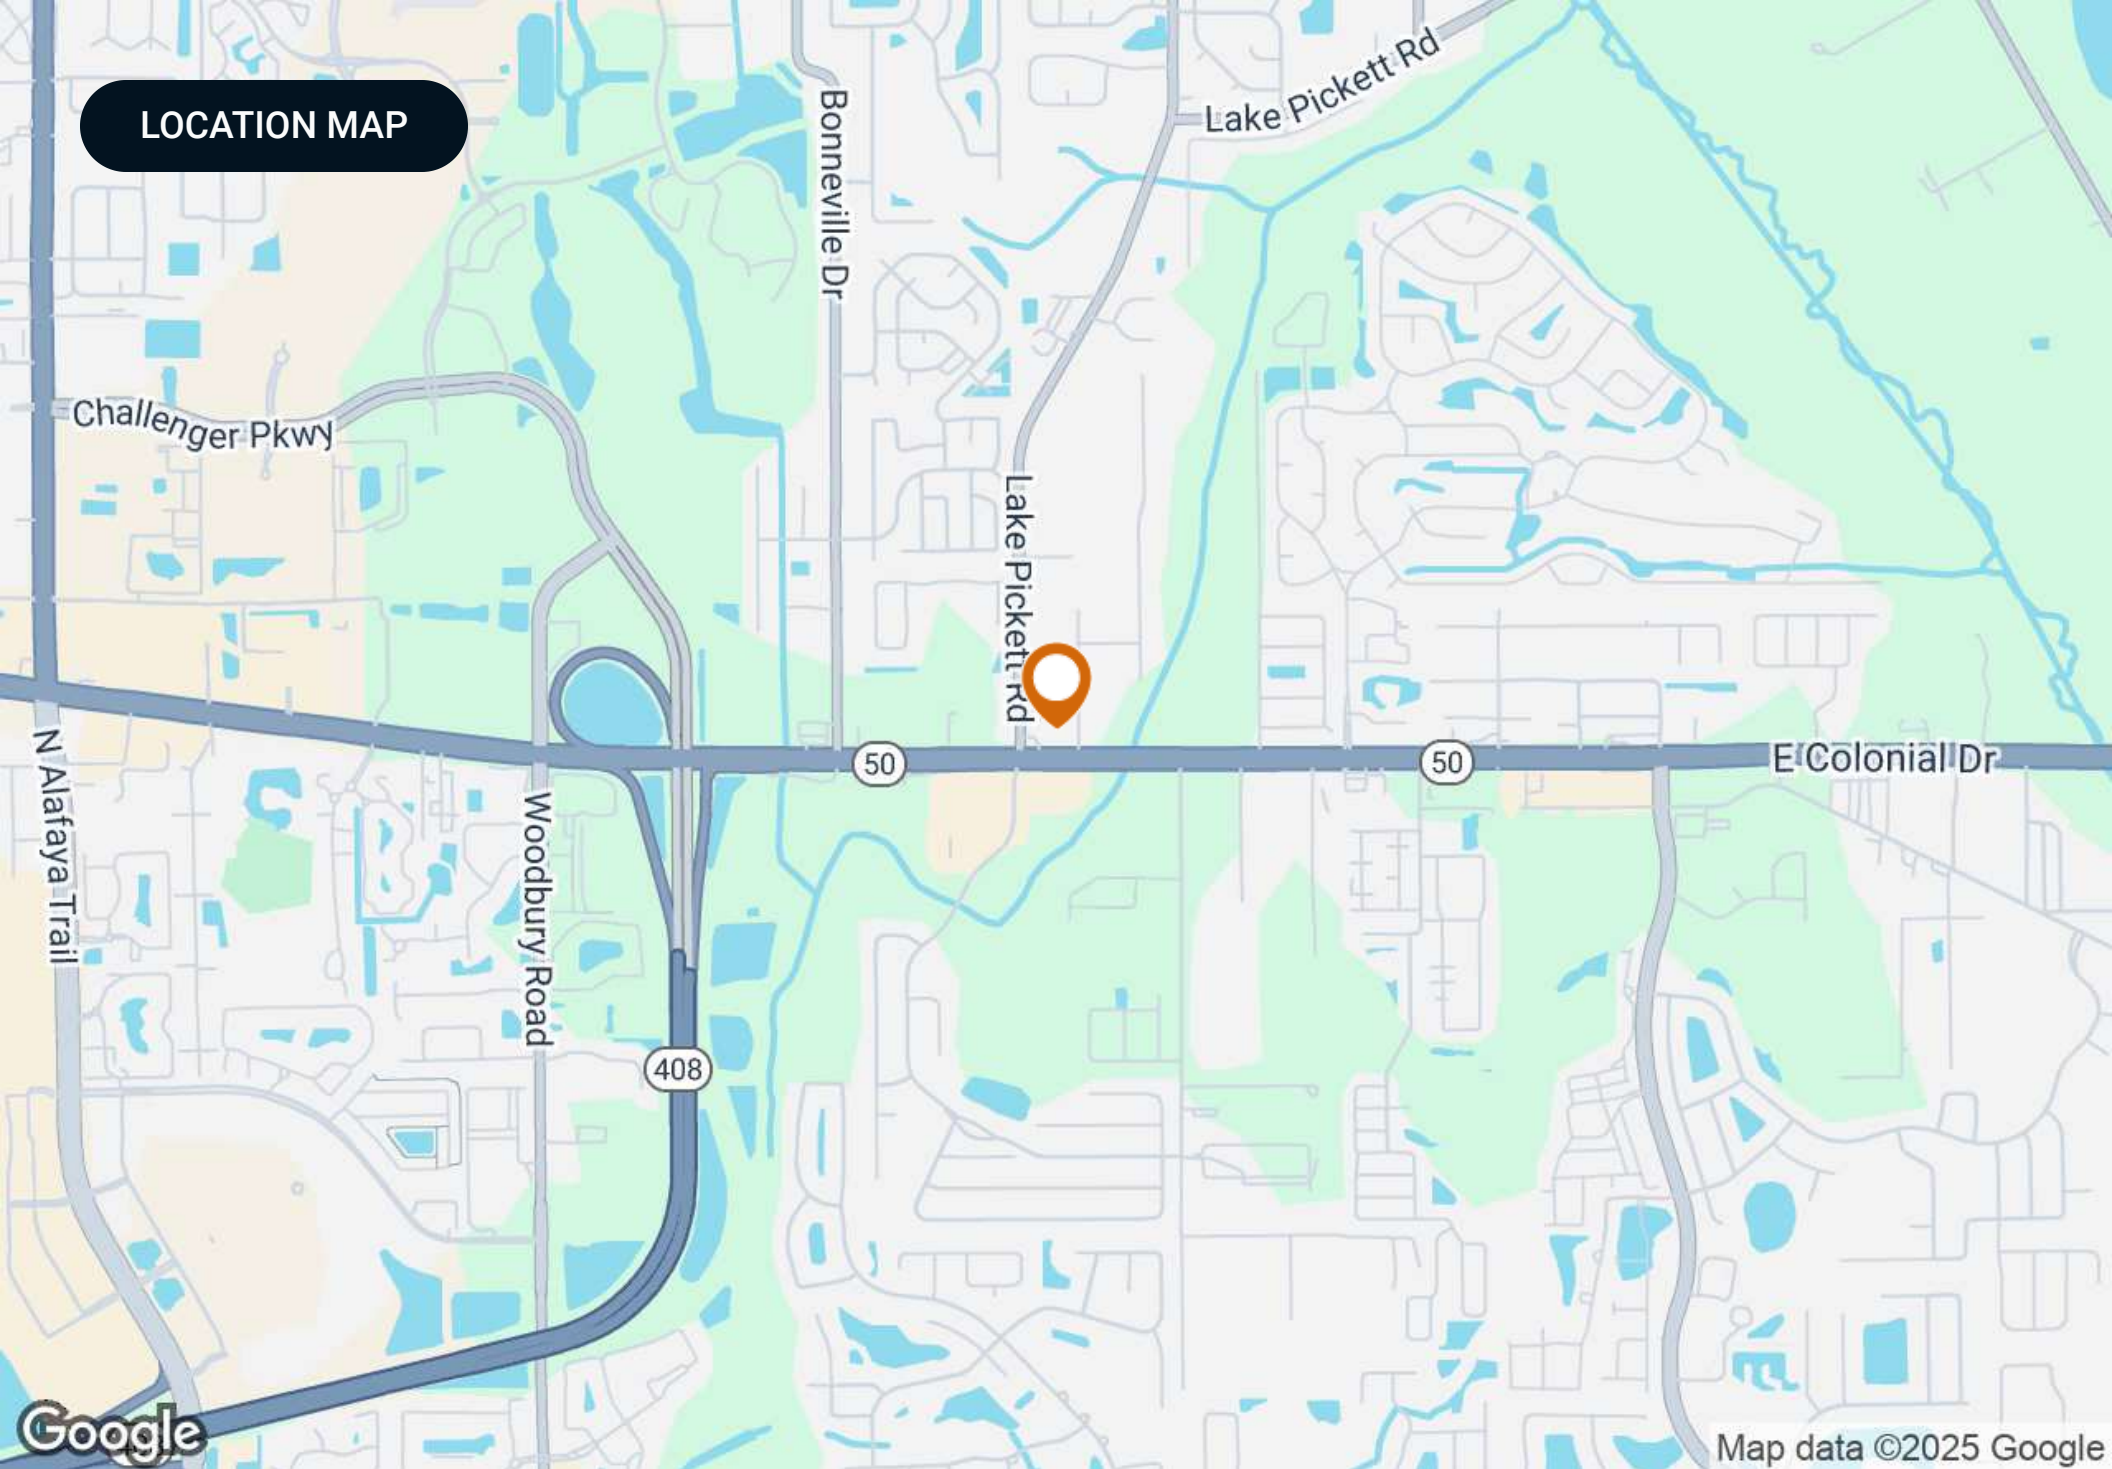 LOCATION MAP
Lake Pickett Rd
Bonneville Dr
Challenger Pkwy
Lake Pickett Rd
50
50
E Colonial Dr
N Alafaya Trail
Woodbury Road
408
Google
Map data ©2025 Google